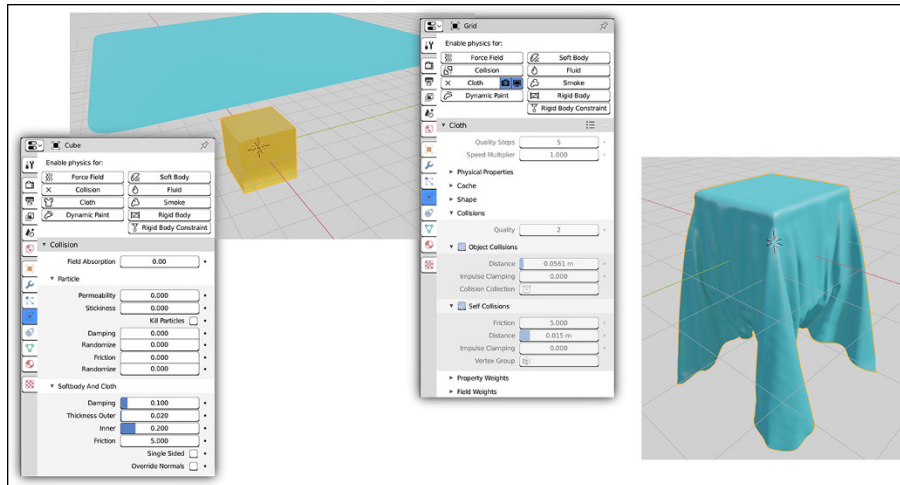 Cube
Enable physics for:
Force Field
Soft Body
Collision
Fluid
Cloth
Smoke
Dynamic Paint
Rigid Body
Rigid Body Constraint
Collision
Field Absorption 0.00
Particle
Permeability 0.000
Stickiness 0.000
Kill Particles
Damping 0.000
Randomize 0.000
Friction 0.000
Randomize 0.000
Softbody And Cloth
Damping 0.100
Thickness Outer 0.020
Inner 0.200
Friction 5.000
Single Sided
Override Normals
Grid
Enable physics for:
Force Field
Soft Body
Collision
Fluid
Cloth
Smoke
Dynamic Paint
Rigid Body
Rigid Body Constraint
Cloth
Quality Steps 5
Speed Multiplier 1.000
Physical Properties
Cache
Shape
Collisions
Quality 2
Object Collisions
Distance 0.0561 m
Impulse Clamping 0.000
Collision Collection
Self Collisions
Friction 5.000
Distance 0.015 m
Impulse Clamping 0.000
Vertex Group
Property Weights
Field Weights